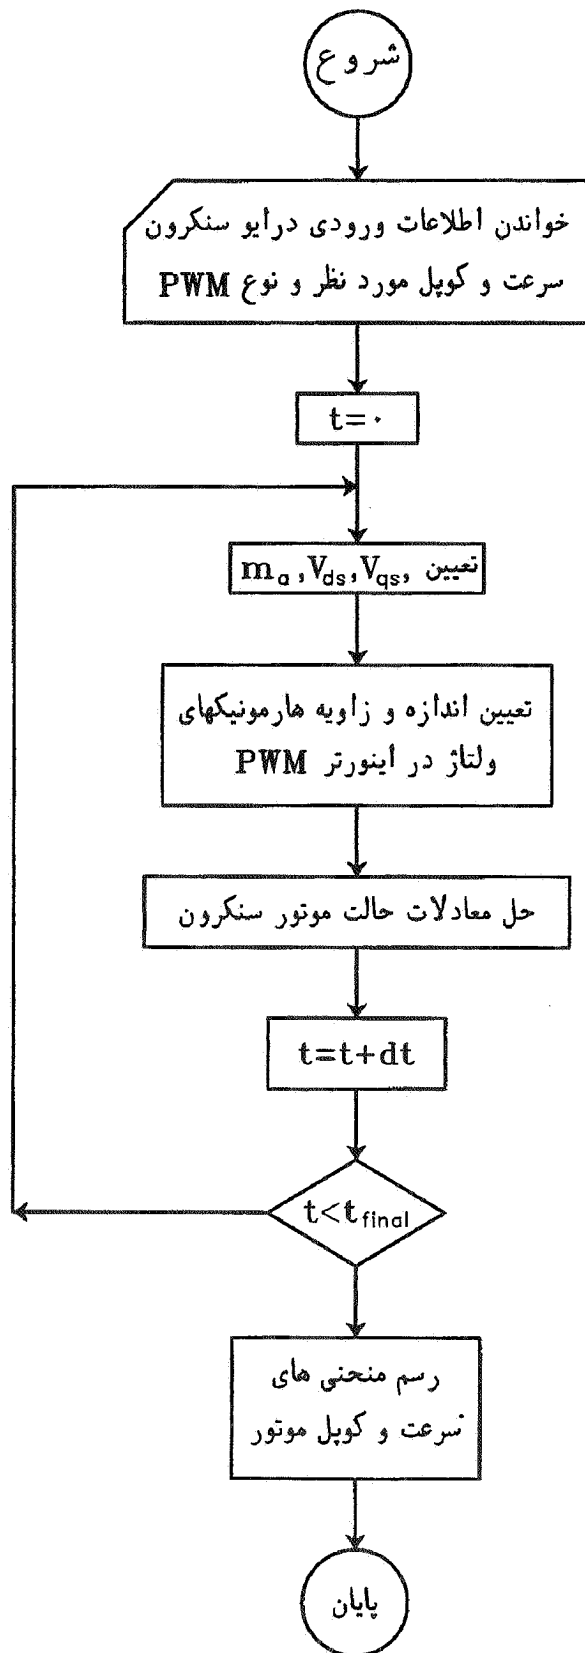 شروع
خواندن اطلاعات ورودی درایو سنکرون
سرعت و کوپل مورد نظر و نوع PWM
t=۰
تعیین m_a ,V_ds,V_qs,
تعیین اندازه و زاویه هارمونیکهای
ولتاژ در اینورتر PWM
حل معادلات حالت موتور سنکرون
t=t+dt
t<t_final
رسم منحنی های
سرعت و کوپل موتور
پایان